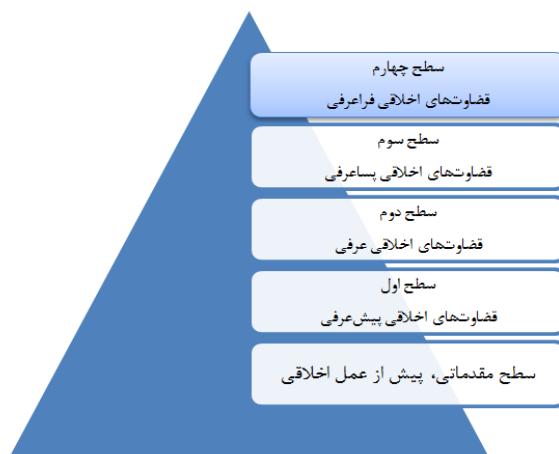 سطح چهارم
قضاوت‌های اخلاقی فراعرفی
سطح سوم
قضاوت‌های اخلاقی پساعرفی
سطح دوم
قضاوت‌های اخلاقی عرفی
سطح اول
قضاوت‌های اخلاقی پیش‌عرفی
سطح مقدماتی، پیش از عمل اخلاقی